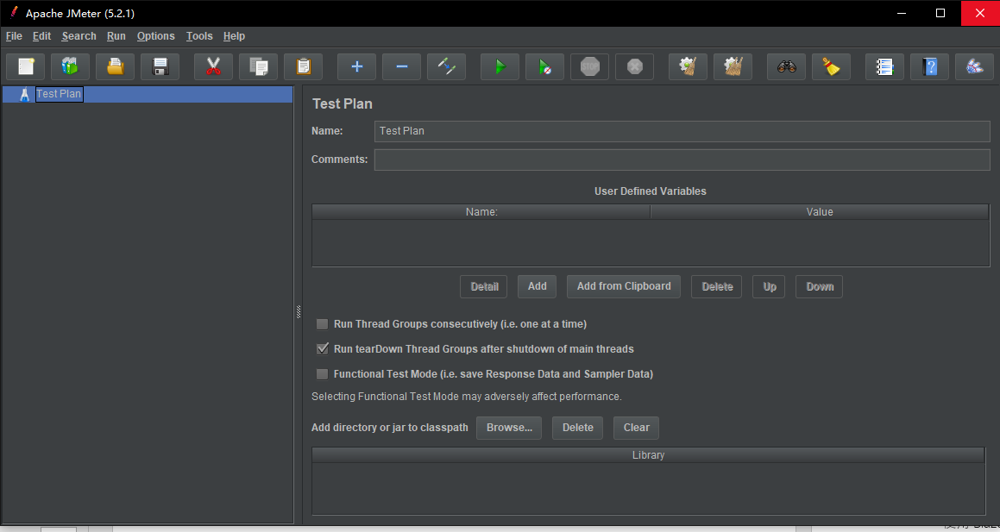 Apache JMeter (5.2.1)
File Edit Search Run Options Tools Help
STOP
Test Plan
Test Plan
Name: Test Plan
Comments:
User Defined Variables
Name: Value
Detail Add Add from Clipboard Delete Up Down
Run Thread Groups consecutively (i.e. one at a time)
Run tearDown Thread Groups after shutdown of main threads
Functional Test Mode (i.e. save Response Data and Sampler Data)
Selecting Functional Test Mode may adversely affect performance.
Add directory or jar to classpath Browse... Delete Clear
Library